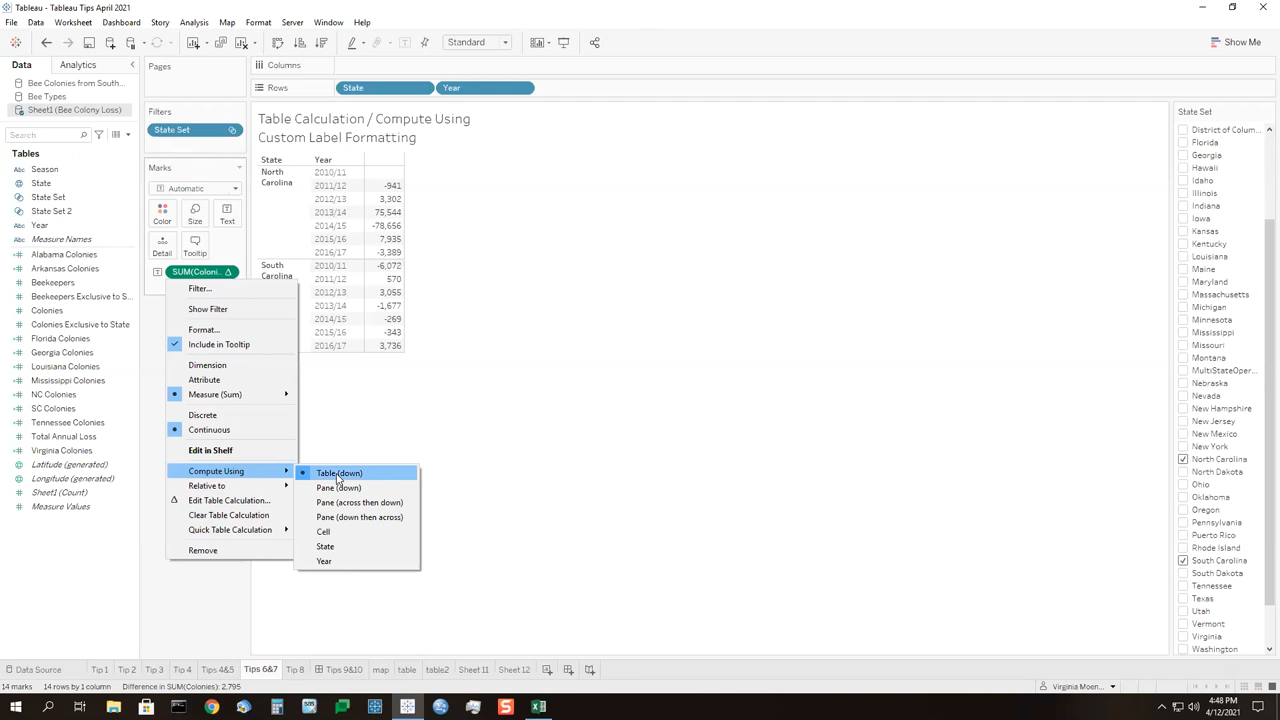 Tableau - Tableau Tips April 2021
File Data Worksheet Dashboard Story Analysis Map Format Server Window Help
Standard
Show Me
Data Analytics
Pages
Columns
Rows State Year
Bee Colonies from South...
Bee Types
Sheet1 (Bee Colony Loss)
Search
Tables
Abc Season
State
State Set
State Set 2
Abc Year
Abc Measure Names
Alabama Colonies
Arkansas Colonies
Beekeepers
Beekeepers Exclusive to S...
Colonies
Colonies Exclusive to State
Florida Colonies
Georgia Colonies
Louisiana Colonies
Mississippi Colonies
NC Colonies
SC Colonies
Tennessee Colonies
Total Annual Loss
Virginia Colonies
Latitude (generated)
Longitude (generated)
Sheet1 (Count)
Measure Values
Filters
State Set
Marks
Automatic
Color Size Text
Detail Tooltip
SUM(Coloni..
Filter...
Show Filter
Format...
Include in Tooltip
Dimension
Attribute
Measure (Sum)
Discrete
Continuous
Edit in Shelf
Compute Using
Relative to
Edit Table Calculation...
Clear Table Calculation
Quick Table Calculation
Remove
Table (down)
Pane (down)
Pane (across then down)
Pane (down then across)
Cell
State
Year
Table Calculation / Compute Using
Custom Label Formatting
State Year
North Carolina 2010/11
2011/12 -941
2012/13 3,302
2013/14 75,544
2014/15 -78,656
2015/16 7,935
2016/17 -3,389
South Carolina 2010/11 -6,072
2011/12 570
2012/13 3,055
2013/14 -1,677
2014/15 -269
2015/16 -343
2016/17 3,736
State Set
District of Colum...
Florida
Georgia
Hawaii
Idaho
Illinois
Indiana
Iowa
Kansas
Kentucky
Louisiana
Maine
Maryland
Massachusetts
Michigan
Minnesota
Mississippi
Missouri
Montana
MultiStateOper...
Nebraska
Nevada
New Hampshire
New Jersey
New Mexico
New York
North Carolina
North Dakota
Ohio
Oklahoma
Oregon
Pennsylvania
Puerto Rico
Rhode Island
South Carolina
South Dakota
Tennessee
Texas
Utah
Vermont
Virginia
Washington
Data Source Tip 1 Tip 2 Tip 3 Tip 4 Tips 4&5 Tips 6&7 Tip 8 Tips 9&10 map table table2 Sheet 11 Sheet 12
14 marks 14 rows by 1 column Difference in SUM(Colonies): 2,795
Virginia Moen...
4:48 PM
4/12/2021